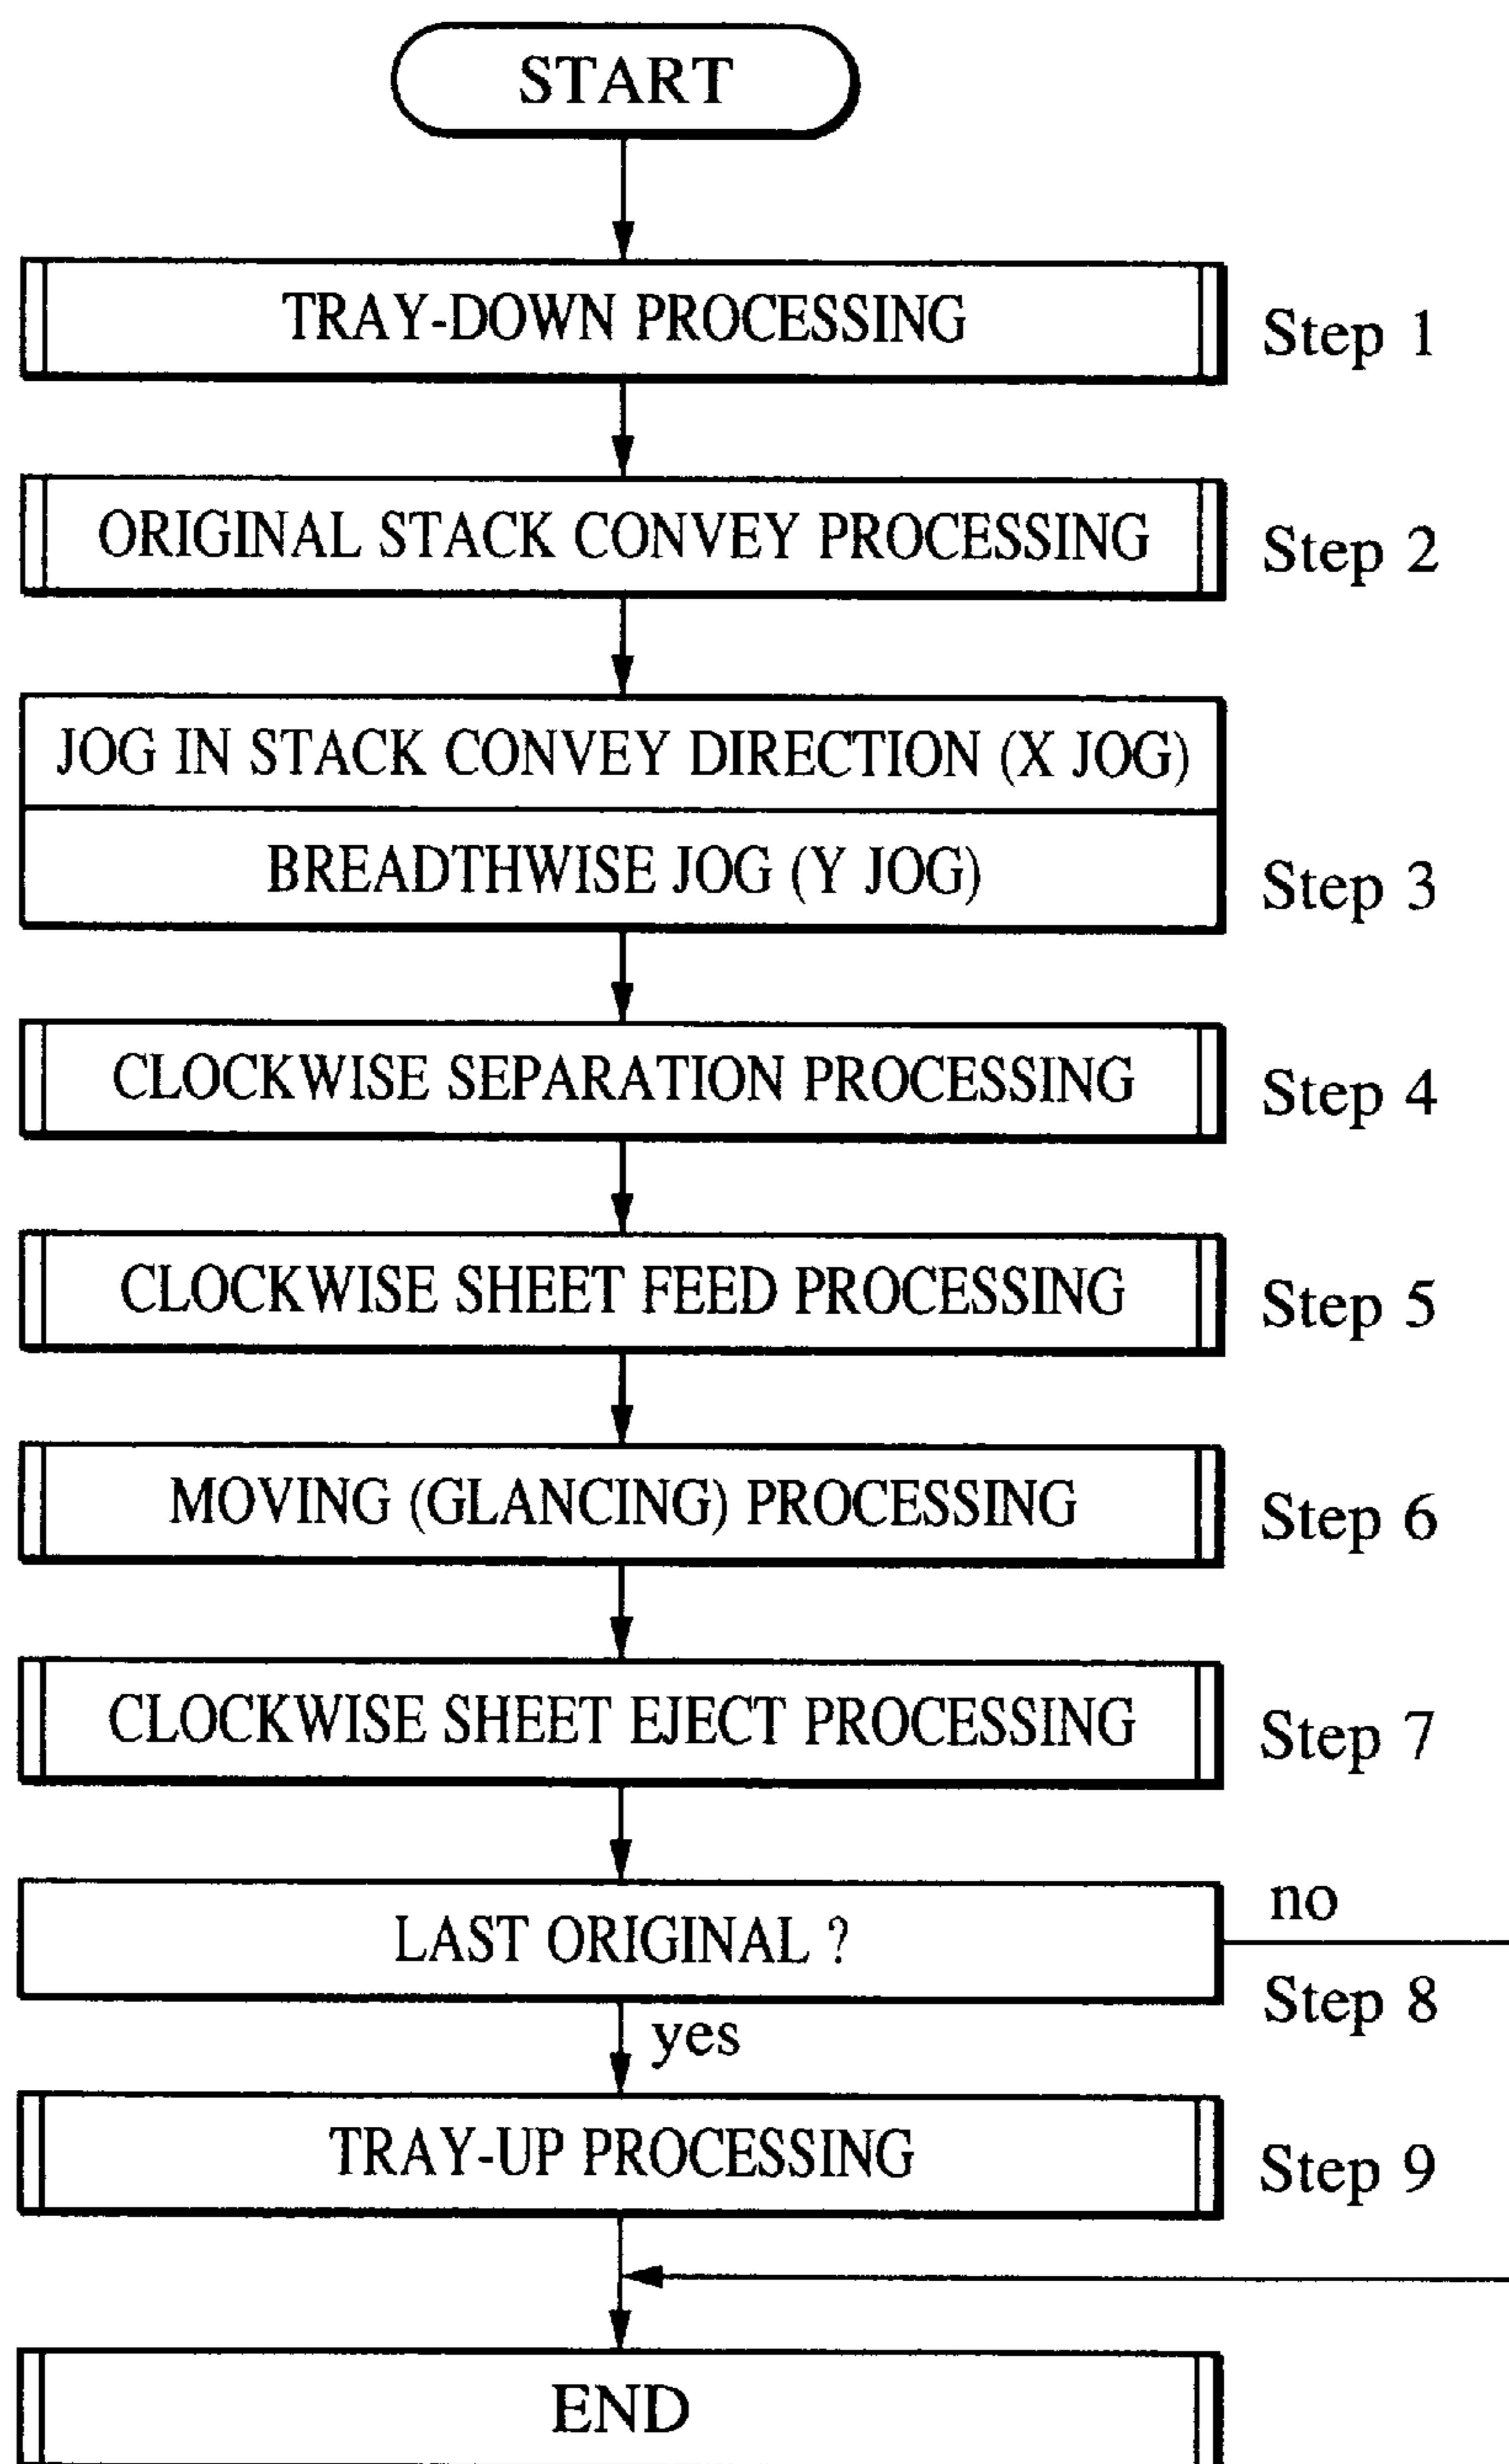 START
TRAY-DOWN PROCESSING
Step 1
ORIGINAL STACK CONVEY PROCESSING
Step 2
JOG IN STACK CONVEY DIRECTION (X JOG)
BREADTHWISE JOG (Y JOG)
Step 3
CLOCKWISE SEPARATION PROCESSING
Step 4
CLOCKWISE SHEET FEED PROCESSING
Step 5
MOVING (GLANCING) PROCESSING
Step 6
CLOCKWISE SHEET EJECT PROCESSING
Step 7
LAST ORIGINAL ?
no
Step 8
yes
TRAY-UP PROCESSING
Step 9
END